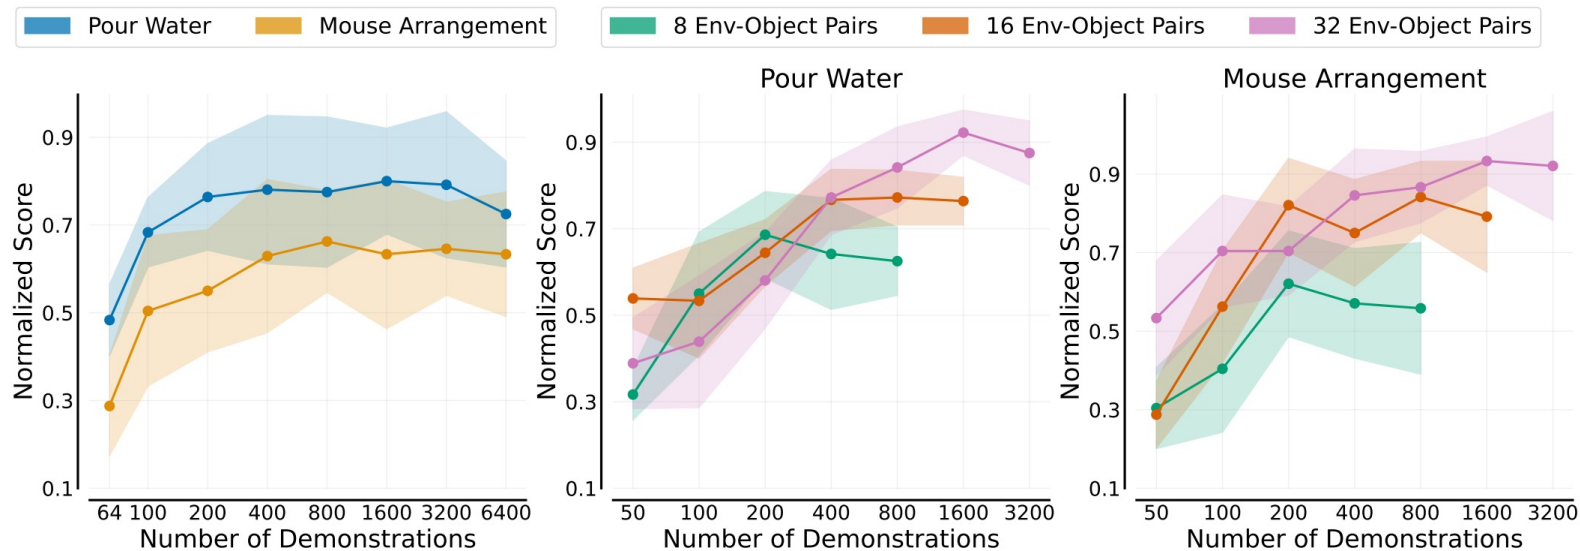 Pour Water
Mouse Arrangement
8 Env-Object Pairs
16 Env-Object Pairs
32 Env-Object Pairs
Normalized Score
0.9
0.7
0.5
0.3
0.1
64 100 200 400 800 1600 3200 6400
Number of Demonstrations
Pour Water
Normalized Score
0.9
0.7
0.5
0.3
0.1
50 100 200 400 800 1600 3200
Number of Demonstrations
Mouse Arrangement
Normalized Score
0.9
0.7
0.5
0.3
0.1
50 100 200 400 800 1600 3200
Number of Demonstrations